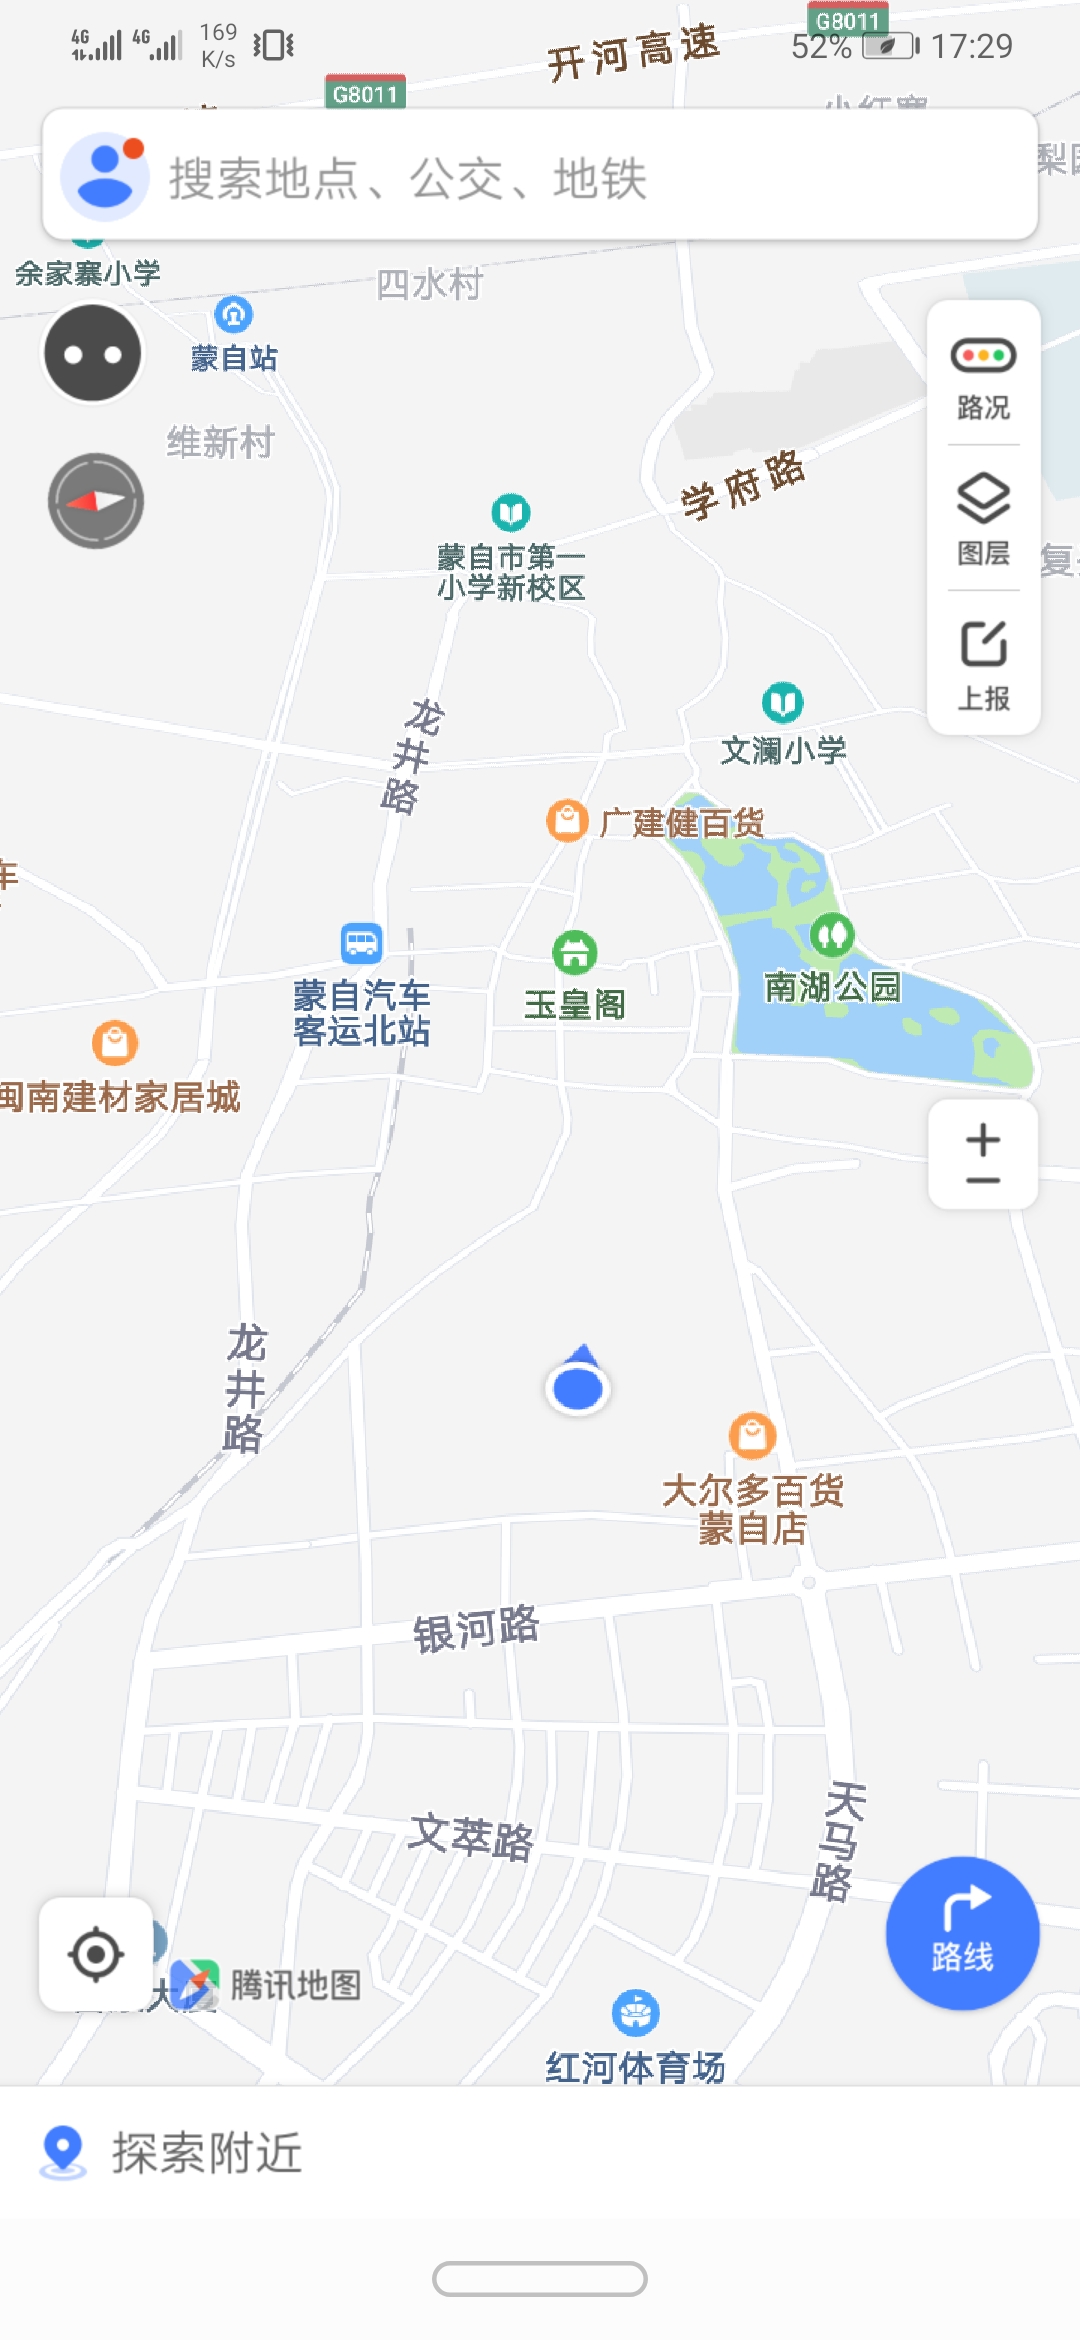 4G 4G 169 K/s
52% 17:29
G8011
开河高速
G8011
搜索地点、公交、地铁
余家寨小学
四水村
蒙自站
维新村
路况
学府路
图层
蒙自市第一
小学新校区
上报
龙井路
文澜小学
广建健百货
南湖公园
蒙自汽车
客运北站
玉皇阁
闽南建材家居城
龙井路
大尔多百货
蒙自店
银河路
天马路
文萃路
路线
腾讯地图
红河体育场
探索附近